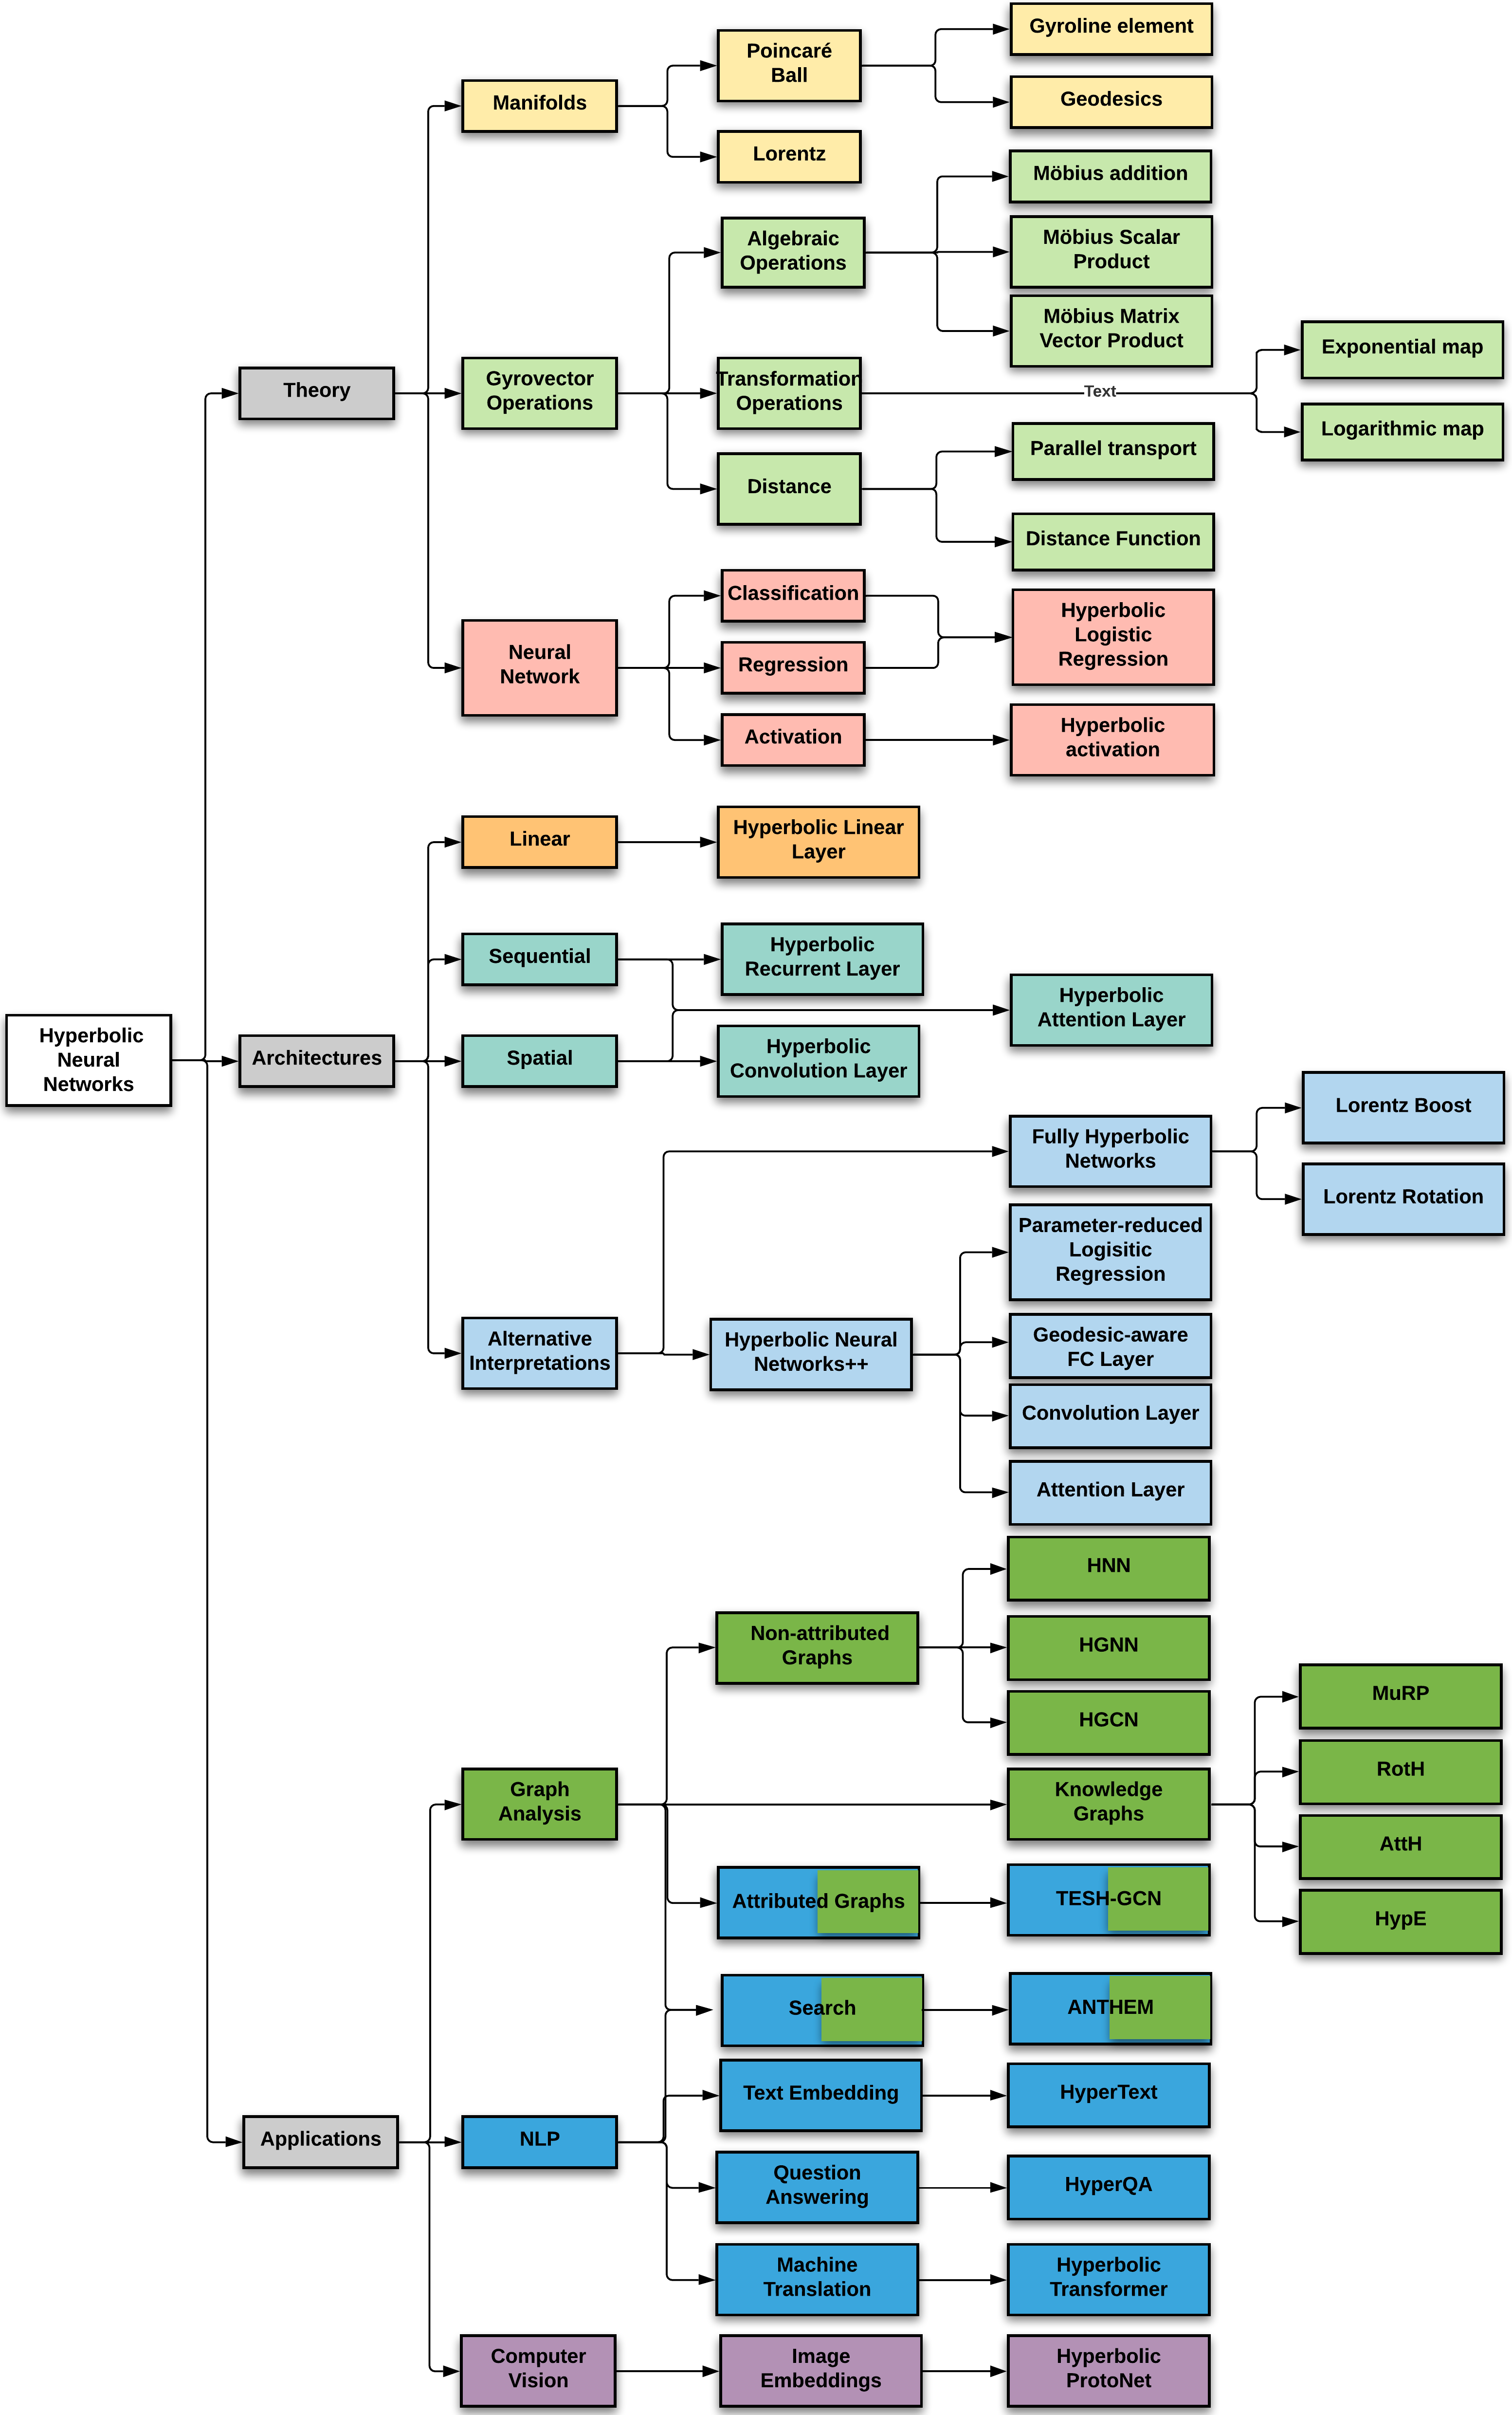 Gyroline element
Poincaré
Ball
Geodesics
Manifolds
Lorentz
Möbius addition
Algebraic
Operations
Möbius Scalar
Product
Möbius Matrix
Vector Product
Exponential map
Theory
Gyrovector
Operations
Transformation
Operations
Text
Logarithmic map
Parallel transport
Distance
Distance Function
Classification
Hyperbolic
Logistic
Regression
Neural
Network
Regression
Activation
Hyperbolic
activation
Linear
Hyperbolic Linear
Layer
Sequential
Hyperbolic
Recurrent Layer
Hyperbolic
Attention Layer
Hyperbolic
Neural
Networks
Architectures
Spatial
Hyperbolic
Convolution Layer
Lorentz Boost
Fully Hyperbolic
Networks
Lorentz Rotation
Parameter-reduced
Logisitic
Regression
Alternative
Interpretations
Hyperbolic Neural
Networks++
Geodesic-aware
FC Layer
Convolution Layer
Attention Layer
HNN
Non-attributed
Graphs
HGNN
HGCN
MuRP
Graph
Analysis
Knowledge
Graphs
RotH
AttH
Attributed Graphs
TESH-GCN
HypE
Search
ANTHEM
Text Embedding
HyperText
Applications
NLP
Question
Answering
HyperQA
Machine
Translation
Hyperbolic
Transformer
Computer
Vision
Image
Embeddings
Hyperbolic
ProtoNet